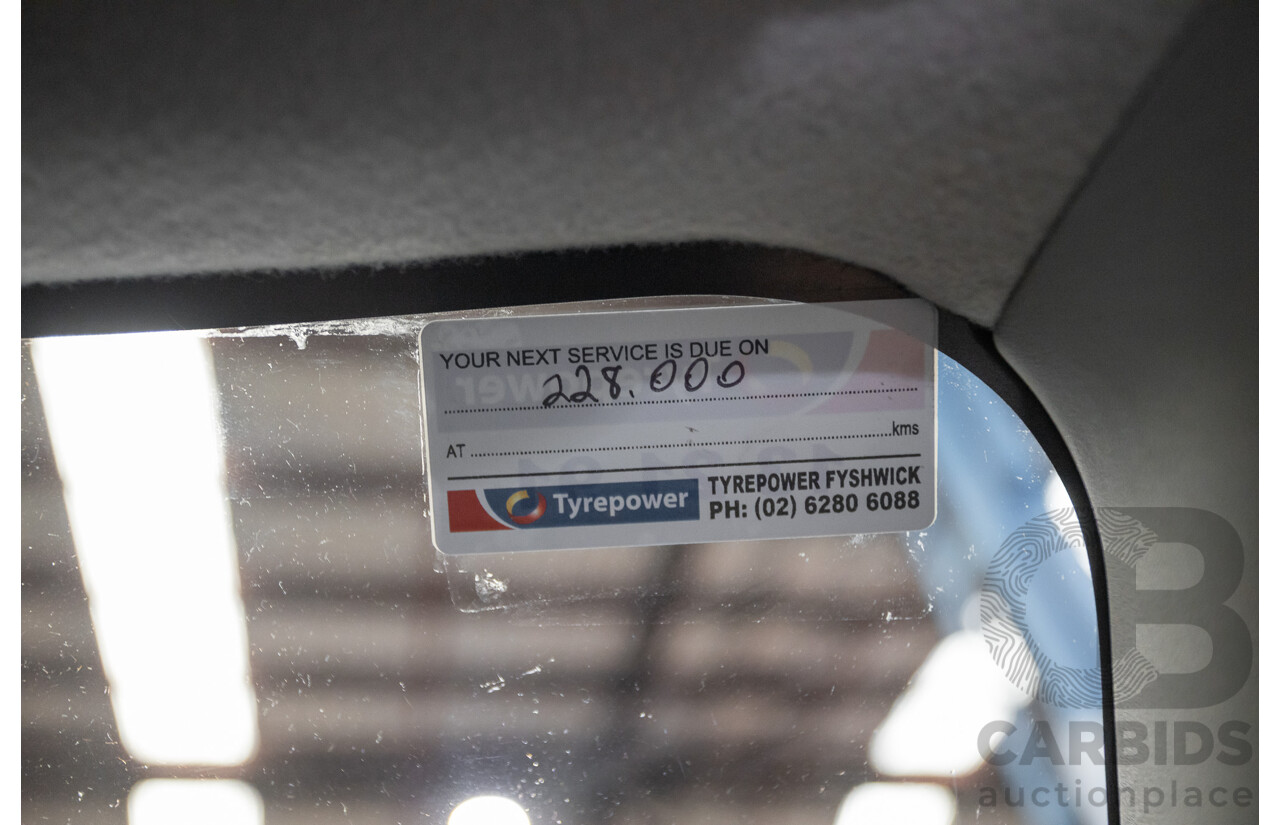 YOUR NEXT SERVICE IS DUE ON
228.000
AT ........ kms
Tyrepower
TYREPOWER FYSHWICK
PH: (02) 6280 6088
CB
CARBIDS
auctionplace